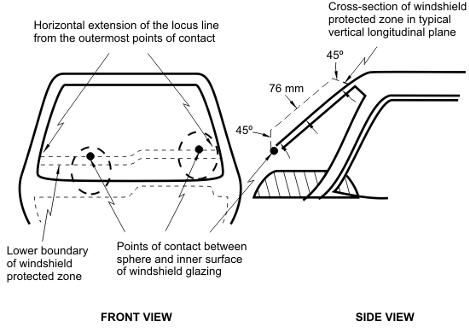 Horizontal extension of the locus line
from the outermost points of contact
Cross-section of windshield
protected zone in typical
vertical longitudinal plane
45º
76 mm
45º
Lower boundary
of windshield
protected zone
Points of contact between
sphere and inner surface
of windshield glazing
FRONT VIEW
SIDE VIEW